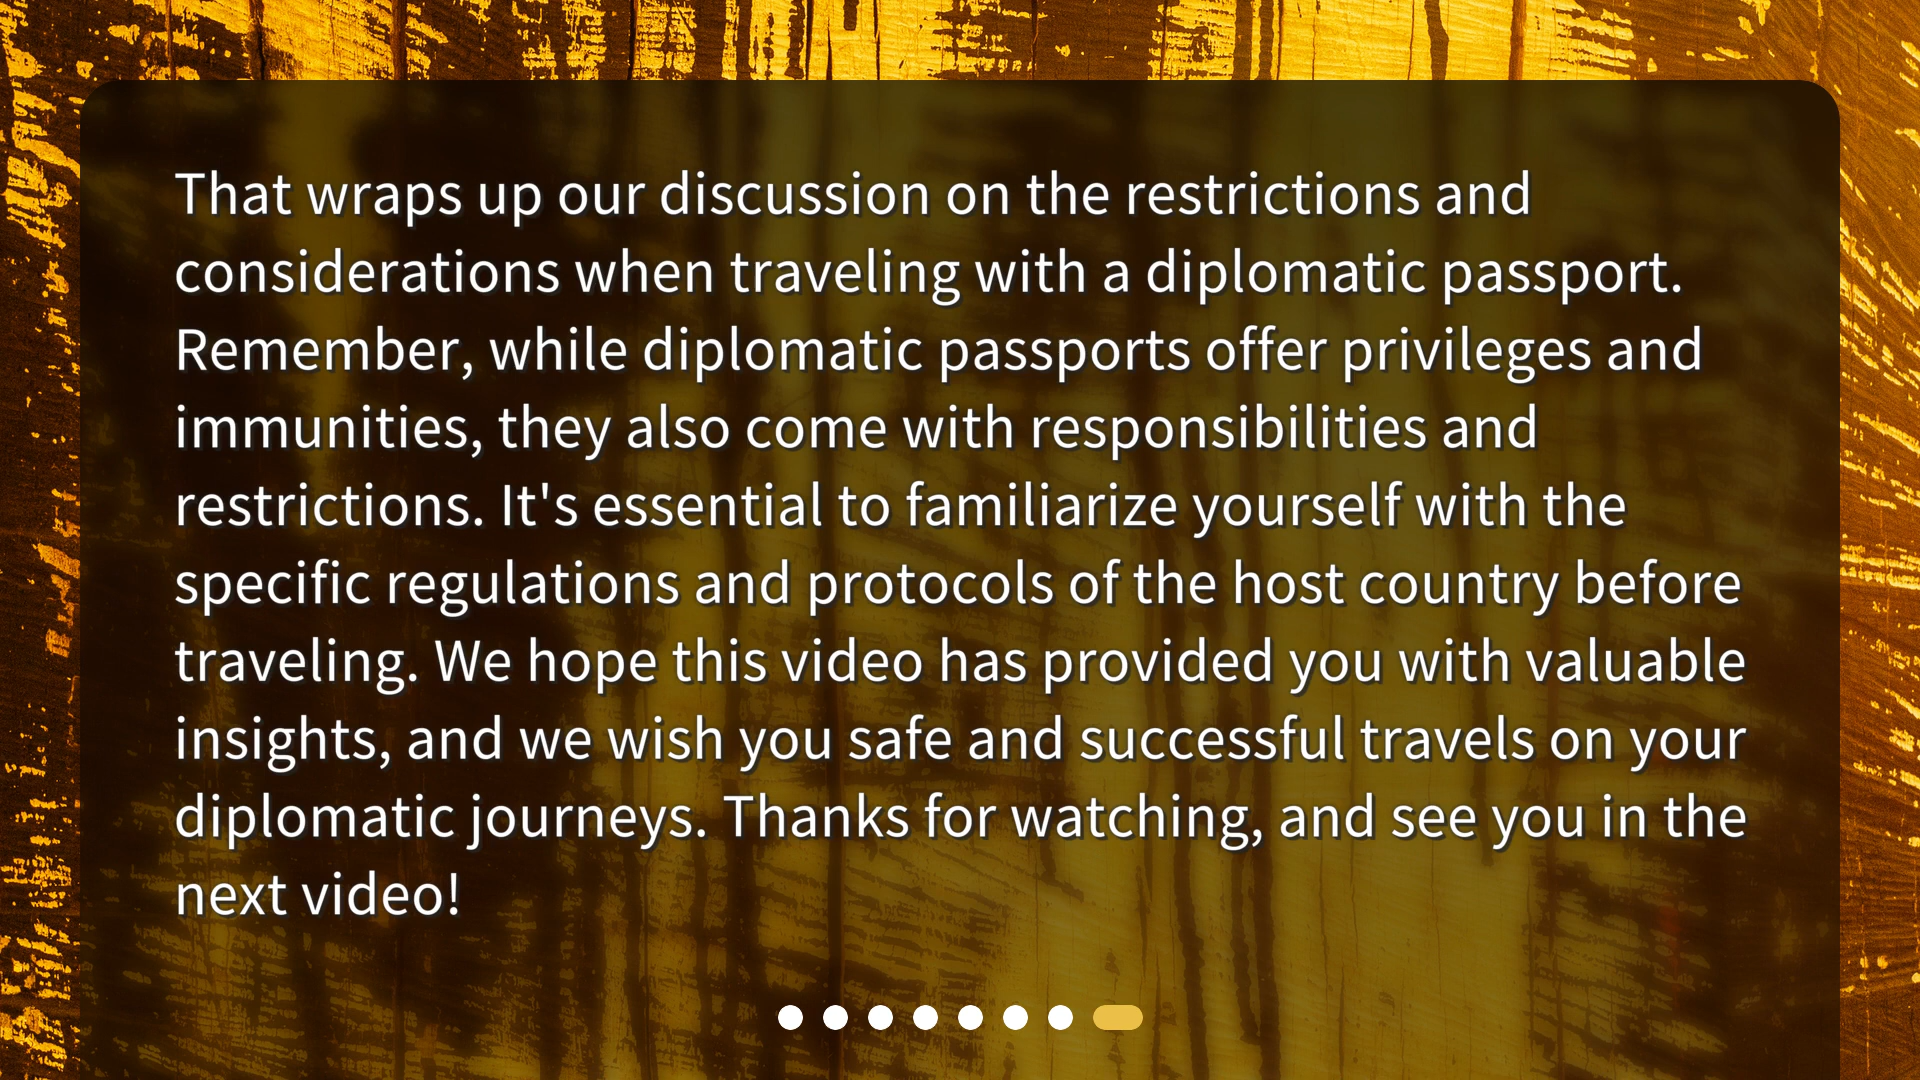 That wraps up our discussion on the restrictions and
considerations when traveling with a diplomatic passport.
Remember, while diplomatic passports offer privileges and
immunities, they also come with responsibilities and
restrictions. It's essential to familiarize yourself with the
specific regulations and protocols of the host country before
traveling. We hope this video has provided you with valuable
insights, and we wish you safe and successful travels on your
diplomatic journeys. Thanks for watching, and see you in the
next video!